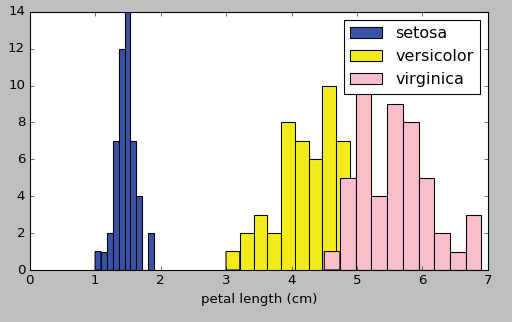 14
12
10
8
6
4
2
0
setosa
versicolor
virginica
0 1 2 3 4 5 6 7
petal length (cm)